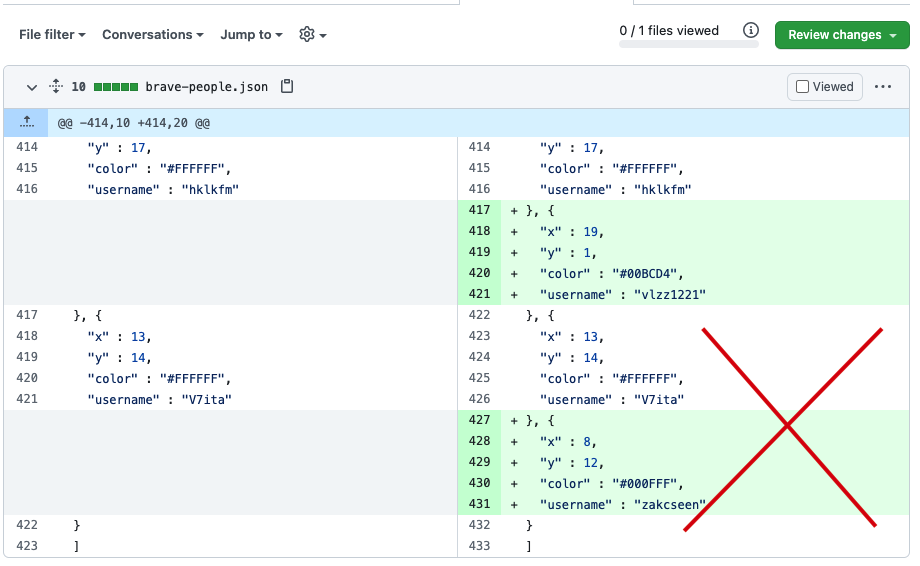 File filter Conversations Jump to 0 / 1 files viewed Review changes
10 brave-people.json Viewed
@@ -414,10 +414,20 @@
414 "y" : 17, 414 "y" : 17,
415 "color" : "#FFFFFF", 415 "color" : "#FFFFFF",
416 "username" : "hklkfm" 416 "username" : "hklkfm"
417 + }, {
418 + "x" : 19,
419 + "y" : 1,
420 + "color" : "#00BCD4",
421 + "username" : "vlzz1221"
417 }, { 422 }, {
418 "x" : 13, 423 "x" : 13,
419 "y" : 14, 424 "y" : 14,
420 "color" : "#FFFFFF", 425 "color" : "#FFFFFF",
421 "username" : "V7ita" 426 "username" : "V7ita"
427 + }, {
428 + "x" : 8,
429 + "y" : 12,
430 + "color" : "#000FFF",
431 + "username" : "zakcseen"
422 } 432 }
423 ] 433 ]